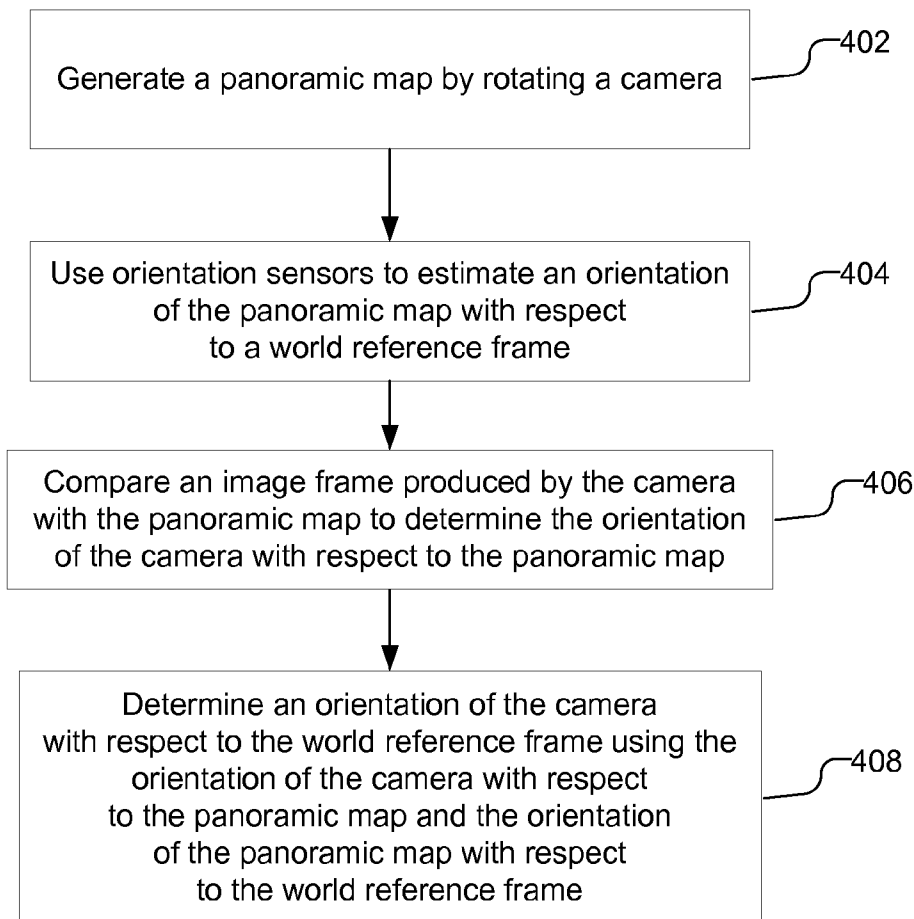 Generate a panoramic map by rotating a camera
402
Use orientation sensors to estimate an orientation
of the panoramic map with respect
to a world reference frame
404
Compare an image frame produced by the camera
with the panoramic map to determine the orientation
of the camera with respect to the panoramic map
406
Determine an orientation of the camera
with respect to the world reference frame using the
orientation of the camera with respect
to the panoramic map and the orientation
of the panoramic map with respect
to the world reference frame
408